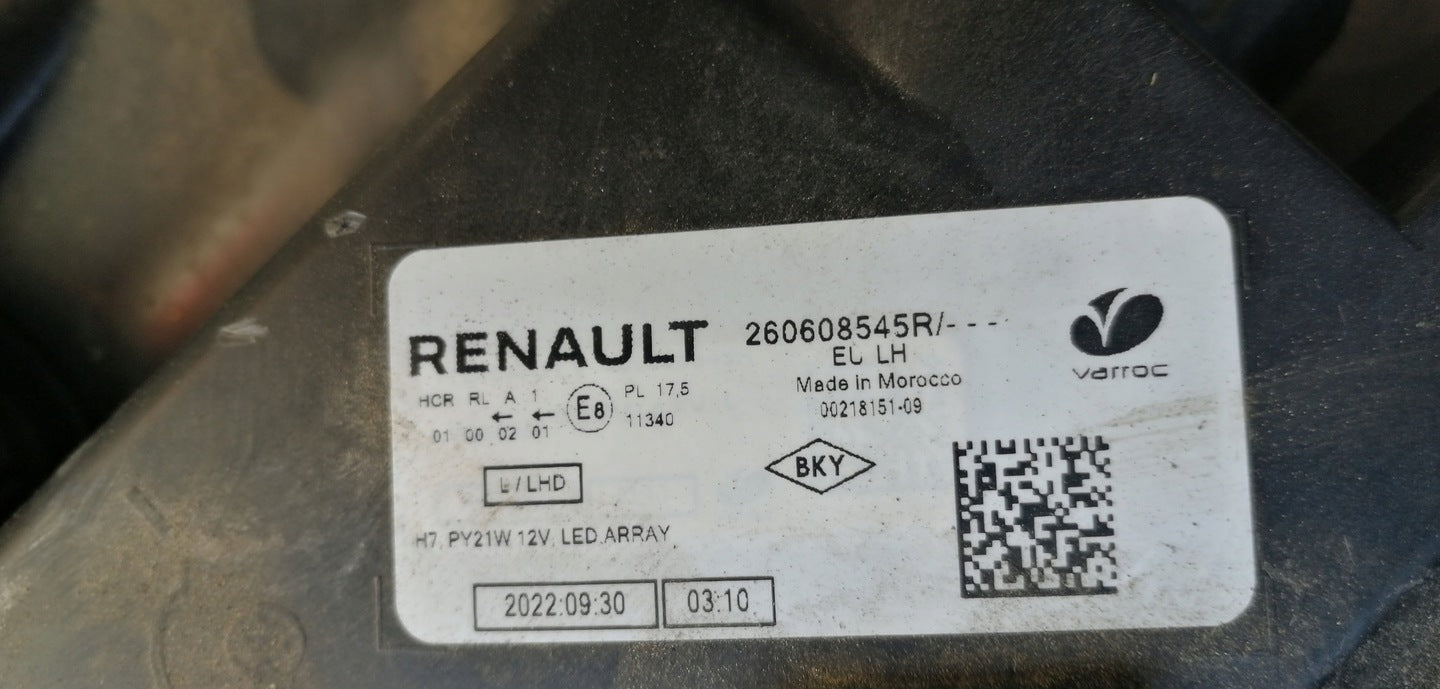 RENAULT
260608545R/---
EU LH
Made in Morocco
00218151-09
varroc
HCR RL A 1
← ←
01 00 02 01
E8
PL 17,5
11340
BKY
L/LHD
H7, PY21W 12V, LED ARRAY
2022:09:30
03:10